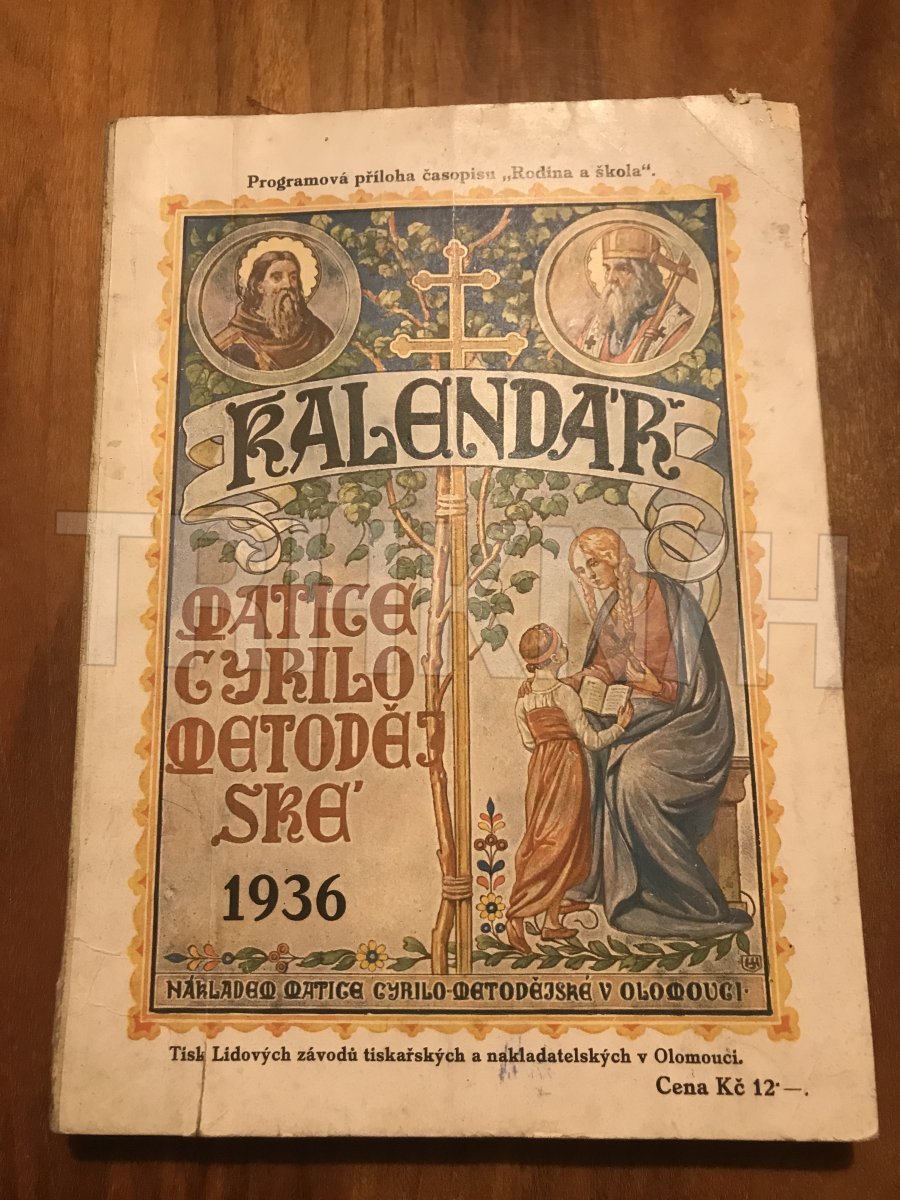 Programová příloha časopisu „Rodina a škola“.
KALENDÁŘ
MATICE
CYRILO
METODĚJ
SKÉ
1936
NÁKLADEM MATICE CYRILO-METODĚJSKÉ V OLOMOUCI·
Tisk Lidových závodů tiskařských a nakladatelských v Olomouci.
Cena Kč 12·—.